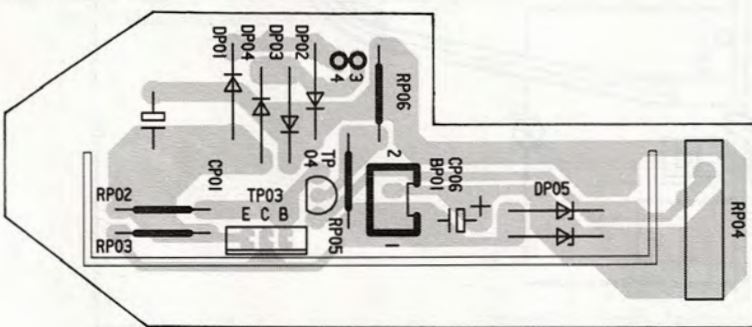 DP01
DP04
DP03
DP02
4 3
RP06
CP01
TP
04
RP05
2
1
BP01
CP06
+
DP05
RP02
RP03
TP03
E C B
RP04